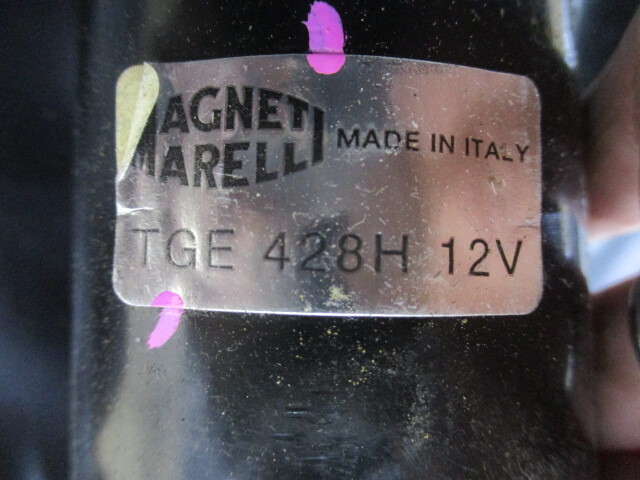 MAGNETI
MARELLI
MADE IN ITALY
TGE 428H 12V